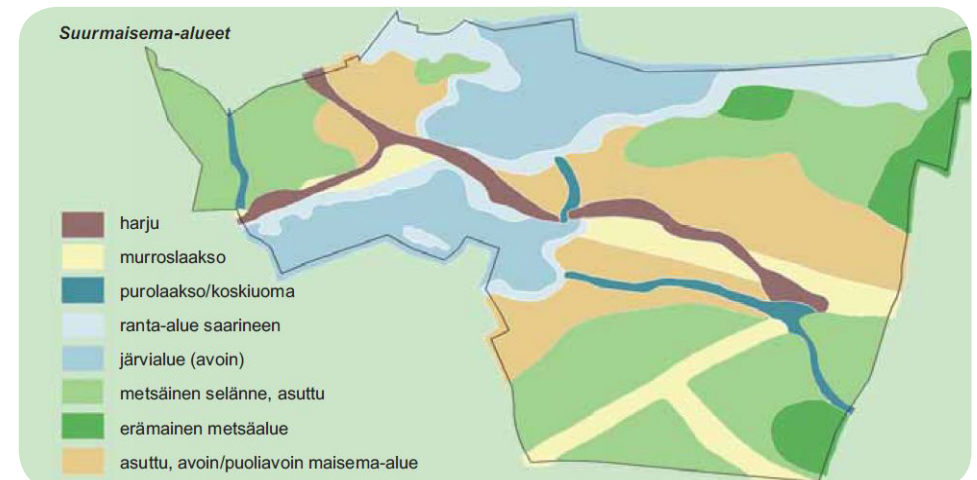 Suurmaisema-alueet
harju
murroslaakso
purolaakso/koskiuoma
ranta-alue saarineen
järvialue (avoin)
metsäinen selänne, asuttu
erämainen metsäalue
asuttu, avoin/puoliavoin maisema-alue